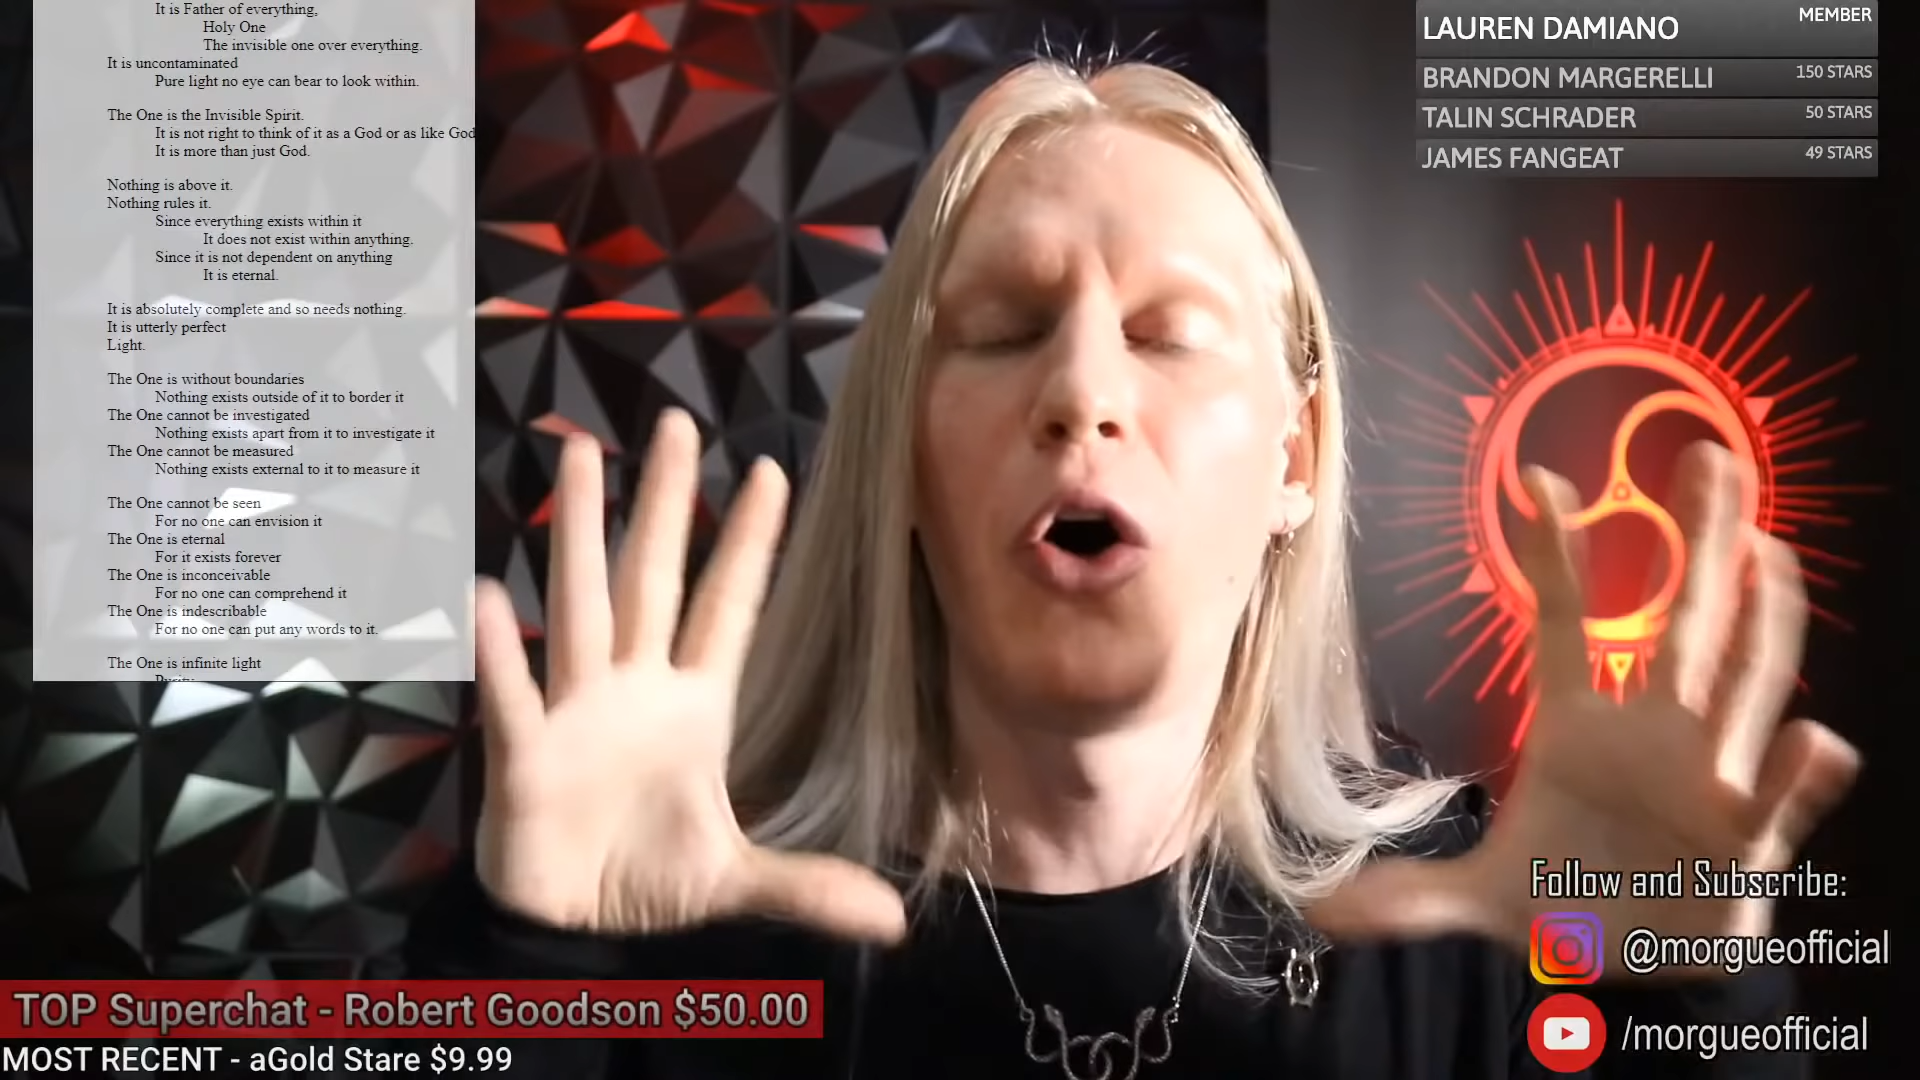 It is Father of everything,
Holy One
The invisible one over everything.
It is uncontaminated
Pure light no eye can bear to look within.
The One is the Invisible Spirit.
It is not right to think of it as a God or as like God
It is more than just God.
Nothing is above it.
Nothing rules it.
Since everything exists within it
It does not exist within anything.
Since it is not dependent on anything
It is eternal.
It is absolutely complete and so needs nothing.
It is utterly perfect
Light.
The One is without boundaries
Nothing exists outside of it to border it
The One cannot be investigated
Nothing exists apart from it to investigate it
The One cannot be measured
Nothing exists external to it to measure it
The One cannot be seen
For no one can envision it
The One is eternal
For it exists forever
The One is inconceivable
For no one can comprehend it
The One is indescribable
For no one can put any words to it.
The One is infinite light
Purity
LAUREN DAMIANO MEMBER
BRANDON MARGERELLI 150 STARS
TALIN SCHRADER 50 STARS
JAMES FANGEAT 49 STARS
Follow and Subscribe:
@morgueofficial
/morgueofficial
TOP Superchat - Robert Goodson $50.00
MOST RECENT - aGold Stare $9.99